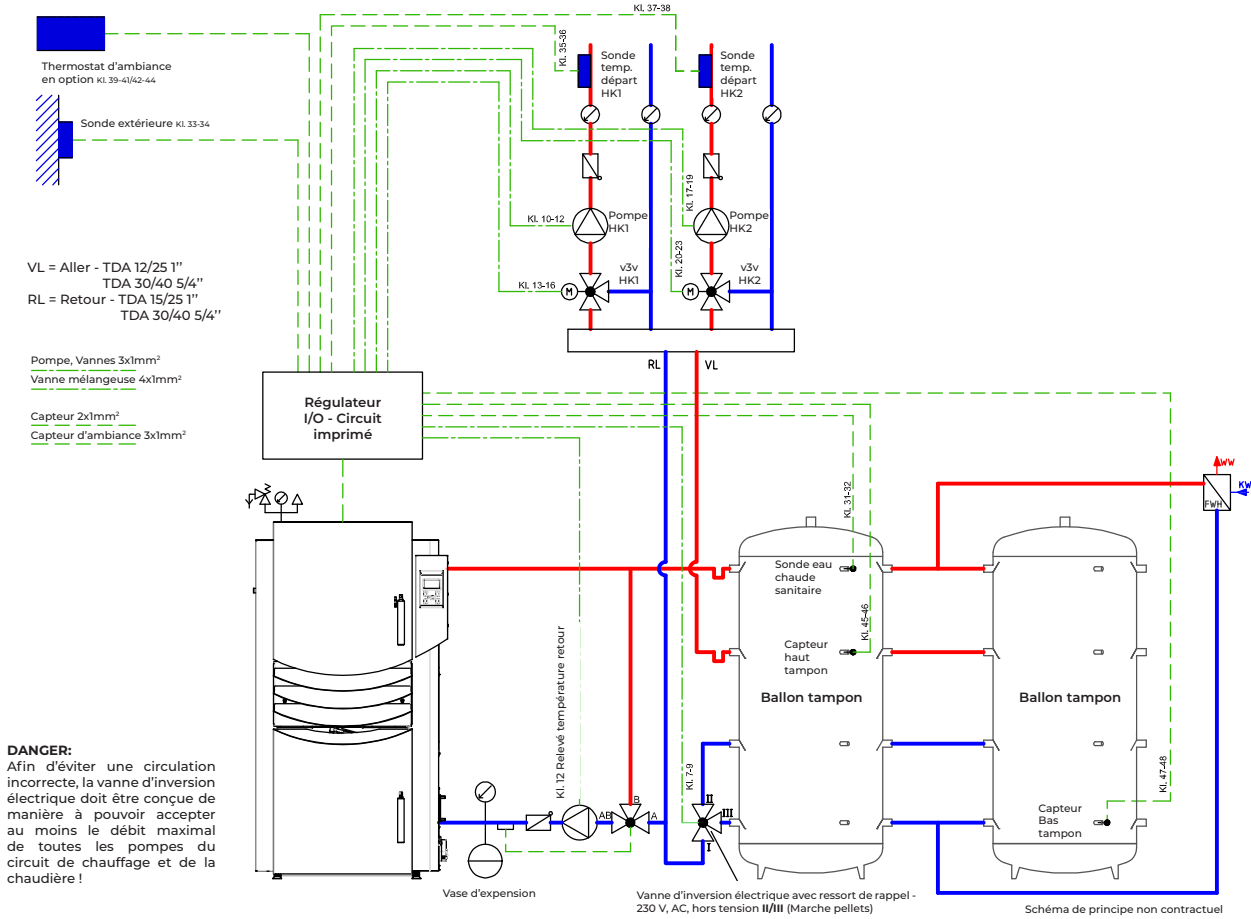 Thermostat d'ambiance
en option Kl. 39-41/42-44
Sonde extérieure Kl. 33-34
VL = Aller - TDA 12/25 1’’
TDA 30/40 5/4’’
RL = Retour - TDA 15/25 1’’
TDA 30/40 5/4’’
Pompe, Vannes 3x1mm²
Vanne mélangeuse 4x1mm²
Capteur 2x1mm²
Capteur d'ambiance 3x1mm²
Kl. 37-38
Kl. 35-36
Sonde
temp.
départ
HK1
Sonde
temp.
départ
HK2
Kl. 10-12
Pompe
HK1
Kl. 17-19
Pompe
HK2
Kl. 13-16
M
v3v
HK1
Kl. 20-23
M
v3v
HK2
RL
VL
Régulateur
I/O - Circuit
imprimé
Kl. 31-32
Kl. 45-46
Sonde eau
chaude
sanitaire
Capteur
haut
tampon
Ballon tampon
Ballon tampon
WW
KW
FWH
Kl. 47-48
Capteur
Bas
tampon
Kl. 12 Relevé température retour
Kl. 7-9
AB
B
A
II
III
I
DANGER:
Afin d'éviter une circulation
incorrecte, la vanne d'inversion
électrique doit être conçue de
manière à pouvoir accepter
au moins le débit maximal
de toutes les pompes du
circuit de chauffage et de la
chaudière !
Vase d'expension
Vanne d'inversion électrique avec ressort de rappel -
230 V, AC, hors tension II/III (Marche pellets)
Schéma de principe non contractuel